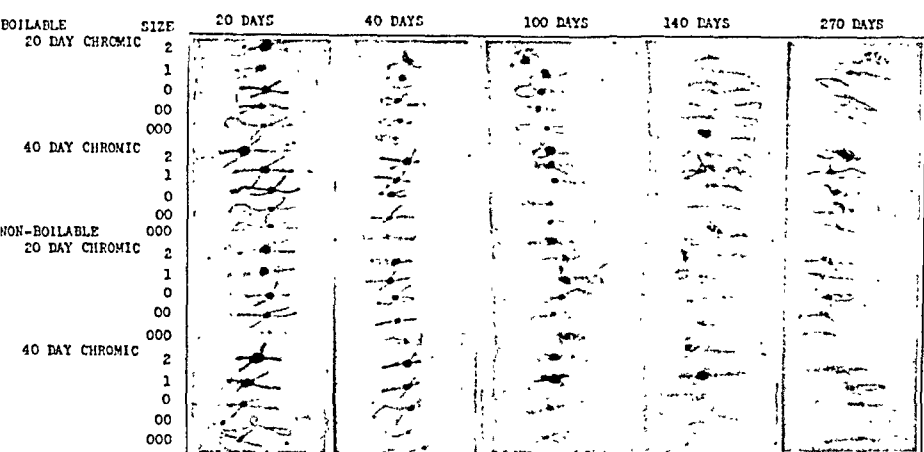 BOILABLE SIZE 20 DAYS 40 DAYS 100 DAYS 140 DAYS 270 DAYS
20 DAY CHROMIC 2
1
0
00
000
40 DAY CHROMIC 2
1
0
00
NON-BOILABLE 000
20 DAY CHROMIC 2
1
0
00
000
40 DAY CHROMIC 2
1
0
00
000